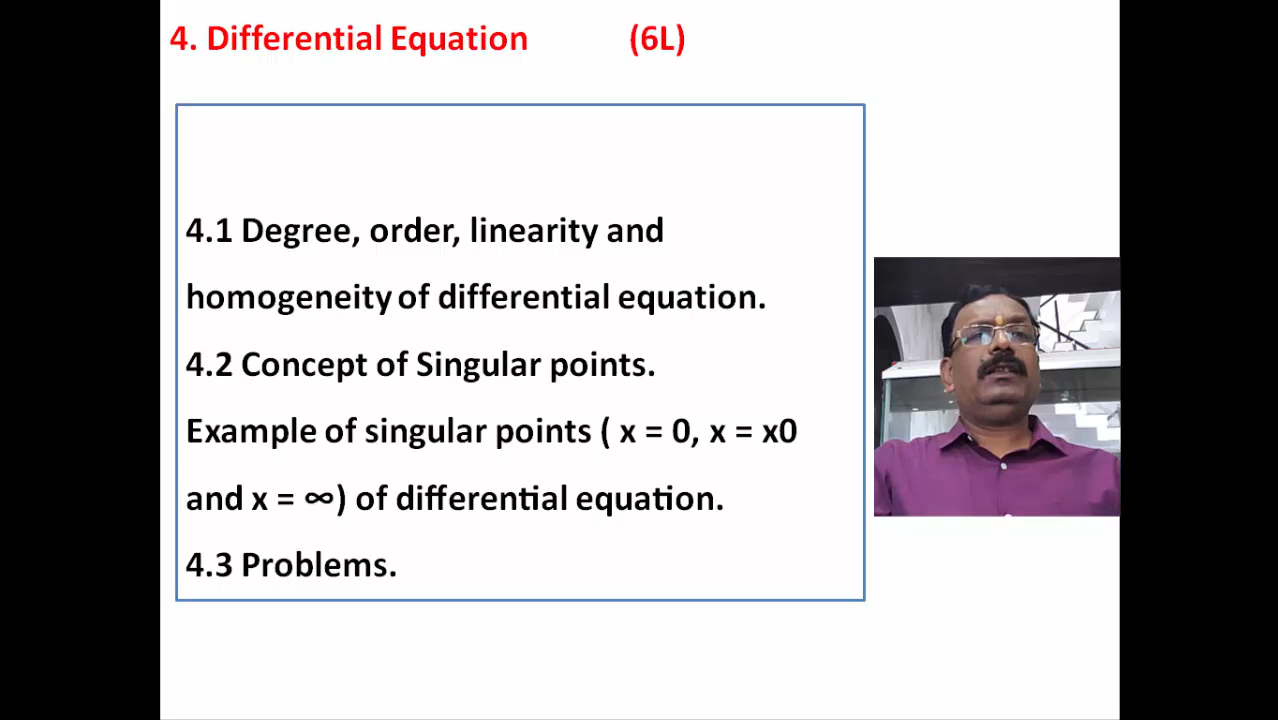 4. Differential Equation (6L)
4.1 Degree, order, linearity and
homogeneity of differential equation.
4.2 Concept of Singular points.
Example of singular points ( x = 0, x = x0
and x = ∞) of differential equation.
4.3 Problems.